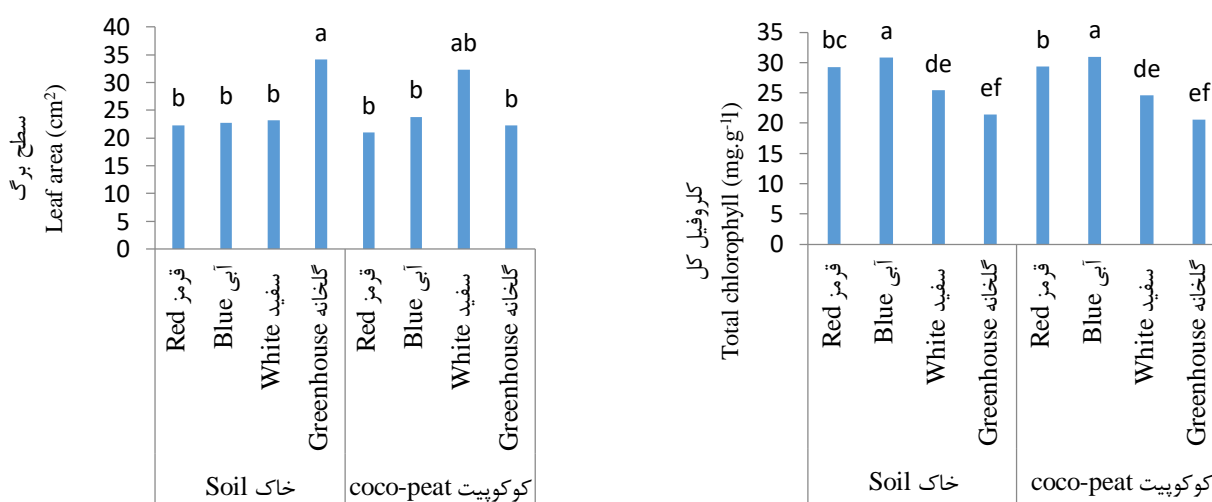 سطح برگ
Leaf area (cm²)
40
35
30
25
20
15
10
5
0
b
b
b
a
b
b
ab
b
قرمز Red
آبی Blue
سفید White
گلخانه Greenhouse
قرمز Red
آبی Blue
سفید White
گلخانه Greenhouse
خاک Soil
کوکوپیت coco-peat
کلروفیل کل
Total chlorophyll (mg.g⁻¹)
35
30
25
20
15
10
5
0
bc
a
de
ef
b
a
de
ef
قرمز Red
آبی Blue
سفید White
گلخانه Greenhouse
قرمز Red
آبی Blue
سفید White
گلخانه Greenhouse
خاک Soil
کوکوپیت coco-peat